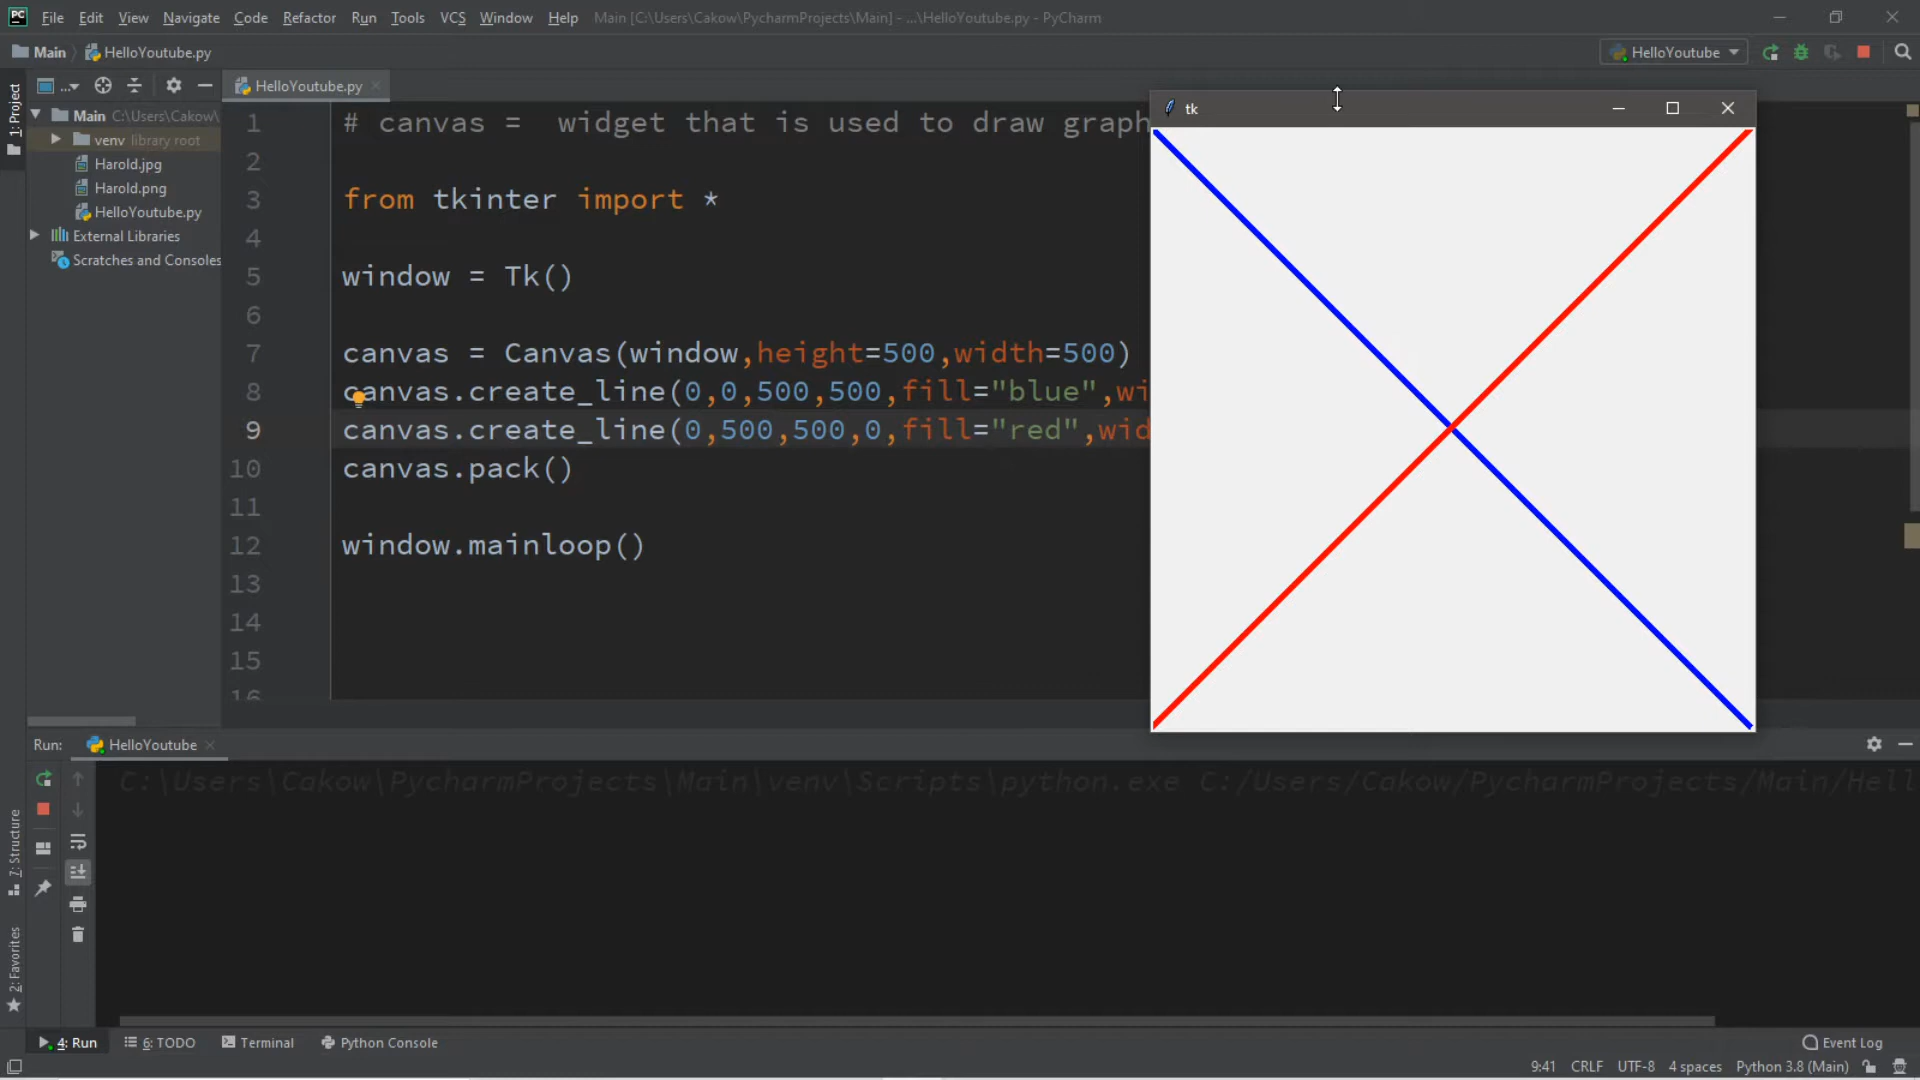 PC File Edit View Navigate Code Refactor Run Tools VCS Window Help Main [C:\Users\Cakow\PycharmProjects\Main] - ...\HelloYoutube.py - PyCharm
Main HelloYoutube.py HelloYoutube
... HelloYoutube.py
1: Project
Main C:\Users\Cakow\
venv library root
Harold.jpg
Harold.png
HelloYoutube.py
External Libraries
Scratches and Consoles
1 # canvas = widget that is used to draw graph
2
3 from tkinter import *
4
5 window = Tk()
6
7 canvas = Canvas(window,height=500,width=500)
8 canvas.create_line(0,0,500,500,fill="blue",wi
9 canvas.create_line(0,500,500,0,fill="red",wid
10 canvas.pack()
11
12 window.mainloop()
13
14
15
16
tk
Run: HelloYoutube
C:\Users\Cakow\PycharmProjects\Main\venv\Scripts\python.exe C:/Users/Cakow/PycharmProjects/Main/Hell
7: Structure
2: Favorites
4: Run 6: TODO Terminal Python Console Event Log
9:41 CRLF UTF-8 4 spaces Python 3.8 (Main)